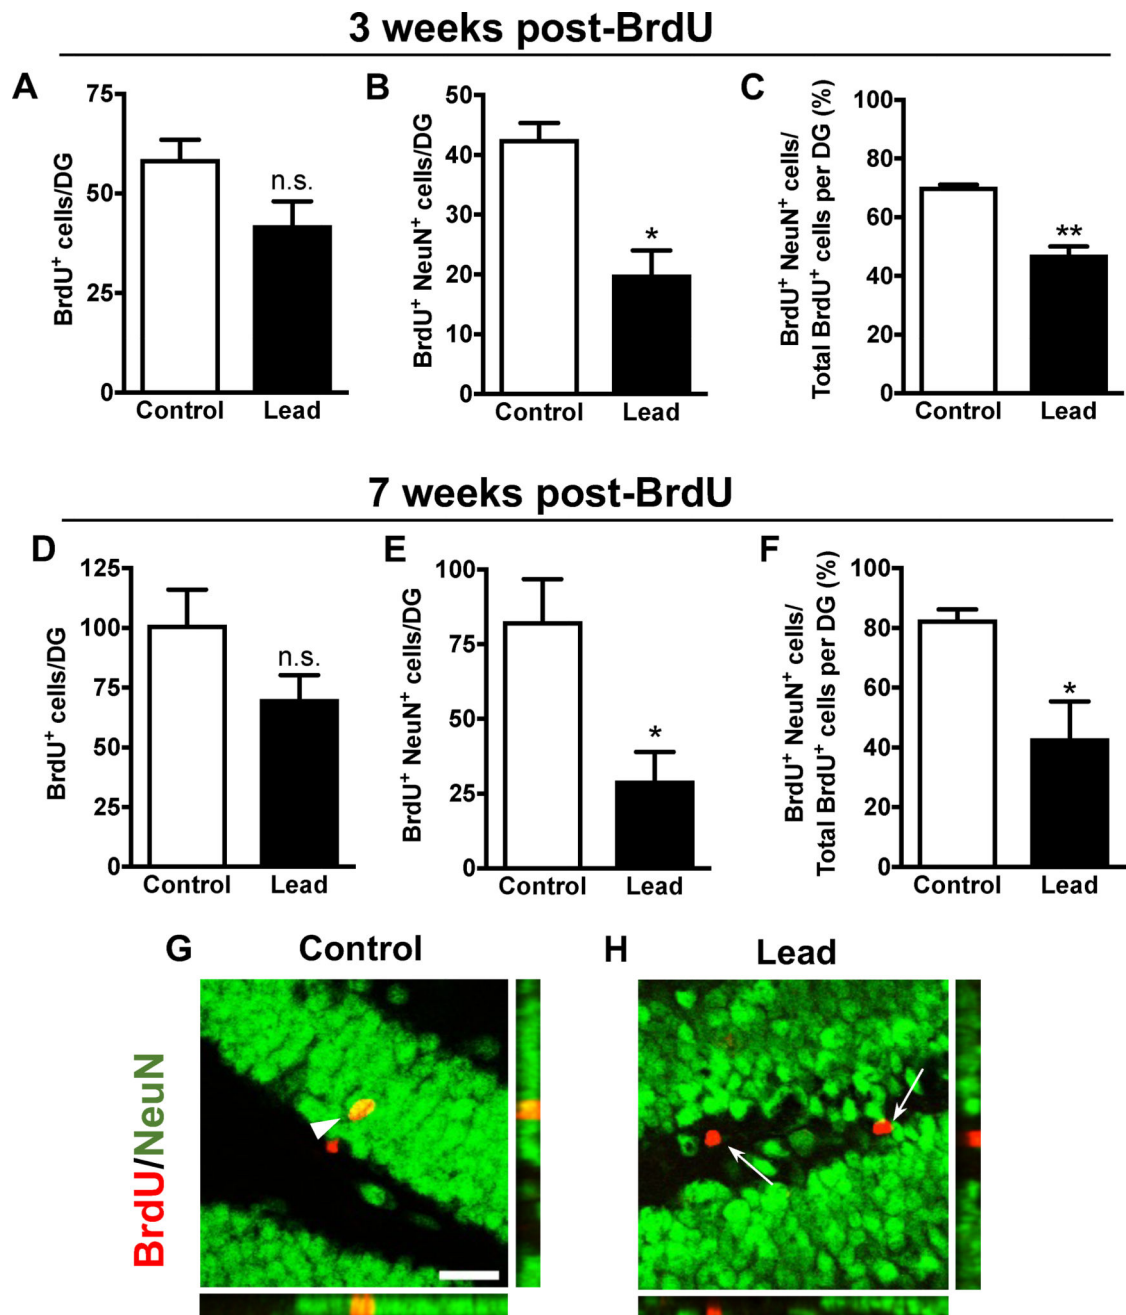 3 weeks post-BrdU
A
BrdU⁺ cells/DG
75
50
25
0
n.s.
Control
Lead
B
BrdU⁺ NeuN⁺ cells/DG
50
40
30
20
10
0
*
Control
Lead
C
BrdU⁺ NeuN⁺ cells/
Total BrdU⁺ cells per DG (%)
100
80
60
40
20
0
**
Control
Lead
7 weeks post-BrdU
D
BrdU⁺ cells/DG
125
100
75
50
25
0
n.s.
Control
Lead
E
BrdU⁺ NeuN⁺ cells/DG
100
75
50
25
0
*
Control
Lead
F
BrdU⁺ NeuN⁺ cells/
Total BrdU⁺ cells per DG (%)
100
80
60
40
20
0
*
Control
Lead
G
Control
H
Lead
BrdU/NeuN